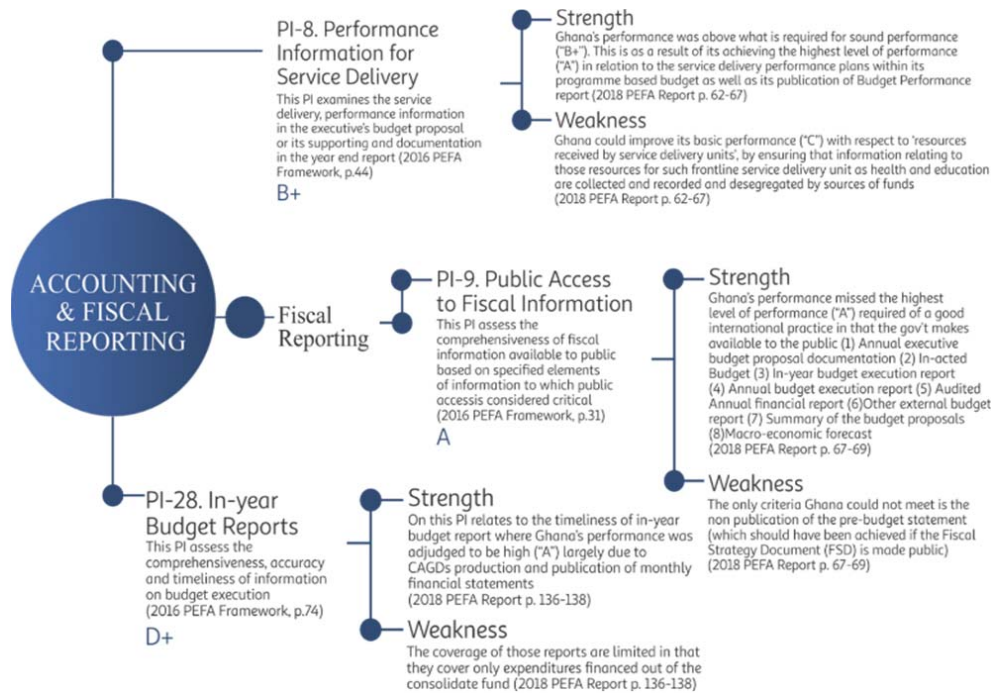 PI-8. Performance
Information for
Service Delivery
This PI examines the service
delivery, performance information
in the executive's budget proposal
or its supporting and documentation
in the year end report (2016 PEFA
Framework, p.44)
B+
Strength
Ghana's performance was above what is required for sound performance
("B+"). This is as a result of its achieving the highest level of performance
("A") in relation to the service delivery performance plans within its
programme based budget as well as its publication of Budget Performance
report (2018 PEFA Report p. 62-67)
Weakness
Ghana could improve its basic performance ("C") with respect to 'resources
received by service delivery units', by ensuring that information relating to
those resources for such frontline service delivery unit as health and education
are collected and recorded and desegregated by sources of funds
(2018 PEFA Report p. 62-67)
ACCOUNTING
& FISCAL
REPORTING
Fiscal
Reporting
PI-9. Public Access
to Fiscal Information
This PI assess the
comprehensiveness of fiscal
information available to public
based on specified elements
of information to which public
accessis considered critical
(2016 PEFA Framework, p.31)
A
Strength
Ghana's performance missed the highest
level of performance ("A") required of a good
international practice in that the gov't makes
available to the public (1) Annual executive
budget proposal documentation (2) In-acted
Budget (3) In-year budget execution report
(4) Annual budget execution report (5) Audited
Annual financial report (6)Other external budget
report (7) Summary of the budget proposals
(8)Macro-economic forecast
(2018 PEFA Report p. 67-69)
Weakness
The only criteria Ghana could not meet is the
non publication of the pre-budget statement
(which should have been achieved if the Fiscal
Strategy Document (FSD) is made public)
(2018 PEFA Report p. 67-69)
PI-28. In-year
Budget Reports
This PI assess the
comprehensiveness, accuracy
and timeliness of information
on budget execution
(2016 PEFA Framework, p.74)
D+
Strength
On this PI relates to the timeliness of in-year
budget report where Ghana's performance was
adjudged to be high ("A") largely due to
CAGDs production and publication of monthly
financial statements
(2018 PEFA Report p. 136-138)
Weakness
The coverage of those reports are limited in that
they cover only expenditures financed out of the
consolidate fund (2018 PEFA Report p. 136-138)